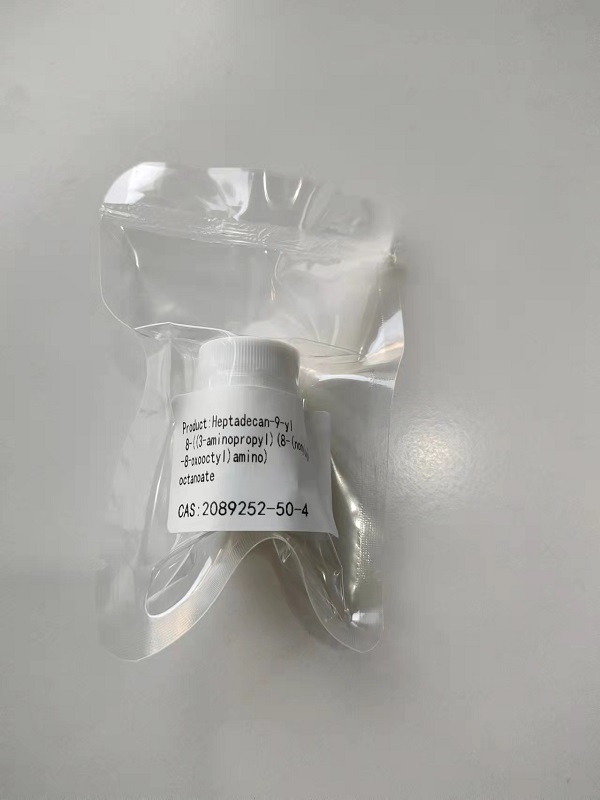 Product:Heptadecan-9-yl
8-((3-aminopropyl)(8-(
-8-oxooctyl)amino)
octanoate
CAS:2089252-50-4